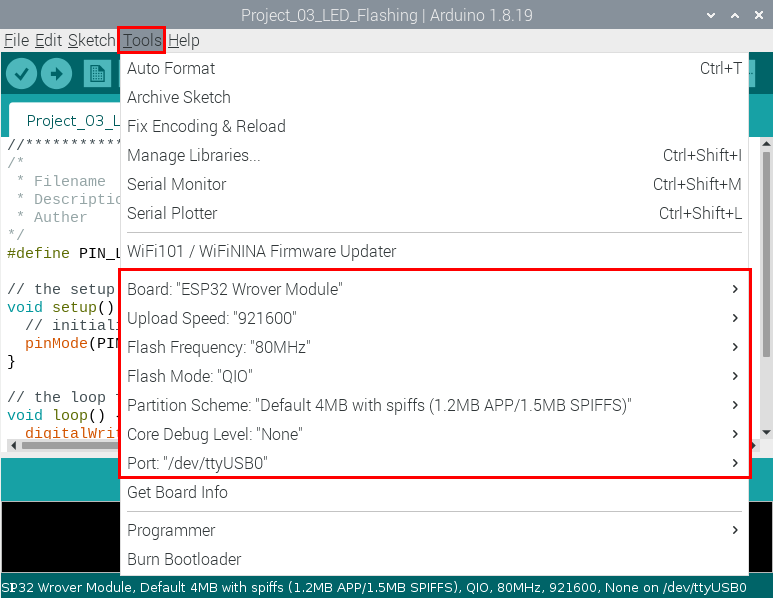 Project_03_LED_Flashing | Arduino 1.8.19
File Edit Sketch Tools Help
Auto Format Ctrl+T
Archive Sketch
Fix Encoding & Reload
Manage Libraries... Ctrl+Shift+I
Serial Monitor Ctrl+Shift+M
Serial Plotter Ctrl+Shift+L
WiFi101 / WiFiNINA Firmware Updater
Board: "ESP32 Wrover Module"
Upload Speed: "921600"
Flash Frequency: "80MHz"
Flash Mode: "QIO"
Partition Scheme: "Default 4MB with spiffs (1.2MB APP/1.5MB SPIFFS)"
Core Debug Level: "None"
Port: "/dev/ttyUSB0"
Get Board Info
Programmer
Burn Bootloader
Project_03_L
//***********
/*
* Filename
* Descriptio
* Auther
*/
#define PIN_L
// the setup
void setup()
// initiali
pinMode(PIN
}
// the loop
void loop()
digitalWrit
SP32 Wrover Module, Default 4MB with spiffs (1.2MB APP/1.5MB SPIFFS), QIO, 80MHz, 921600, None on /dev/ttyUSB0